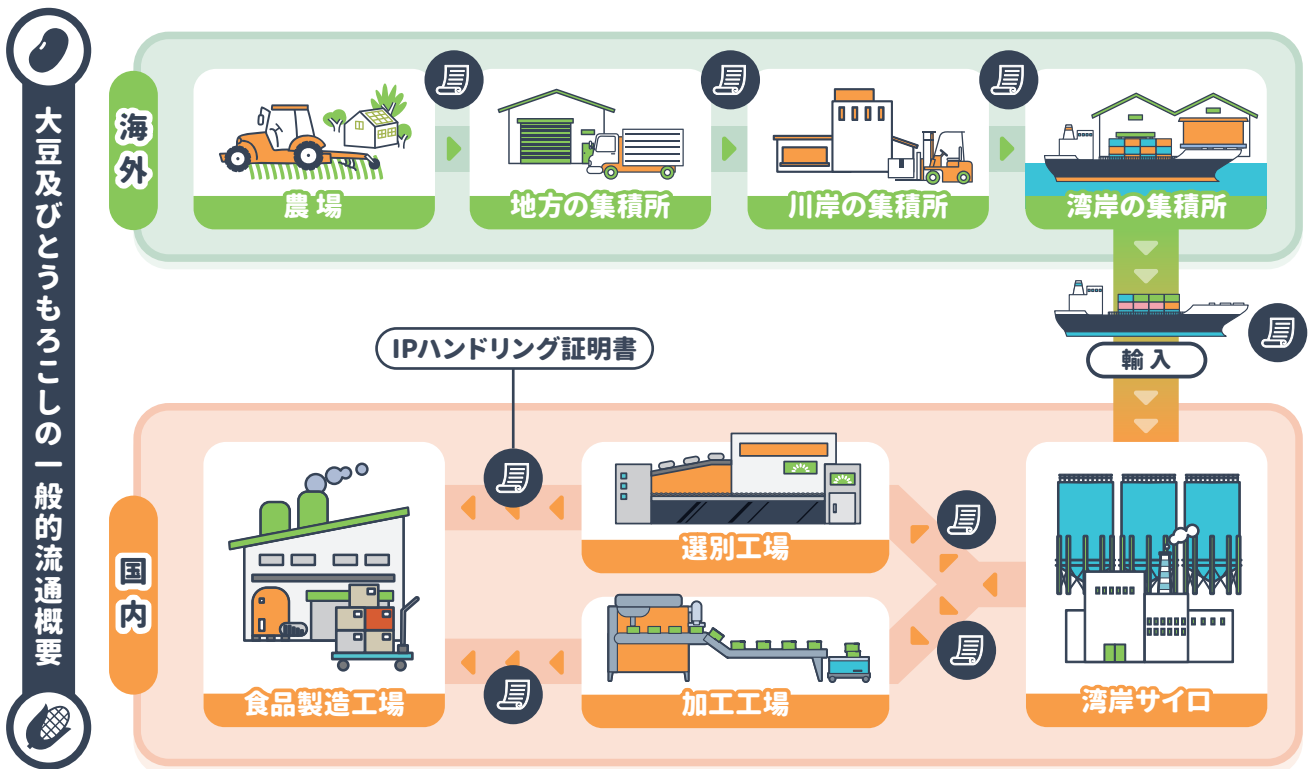 大豆及びとうもろこしの一般的流通概要
海外
農場
地方の集積所
川岸の集積所
湾岸の集積所
輸入
IPハンドリング証明書
国内
食品製造工場
選別工場
加工工場
湾岸サイロ